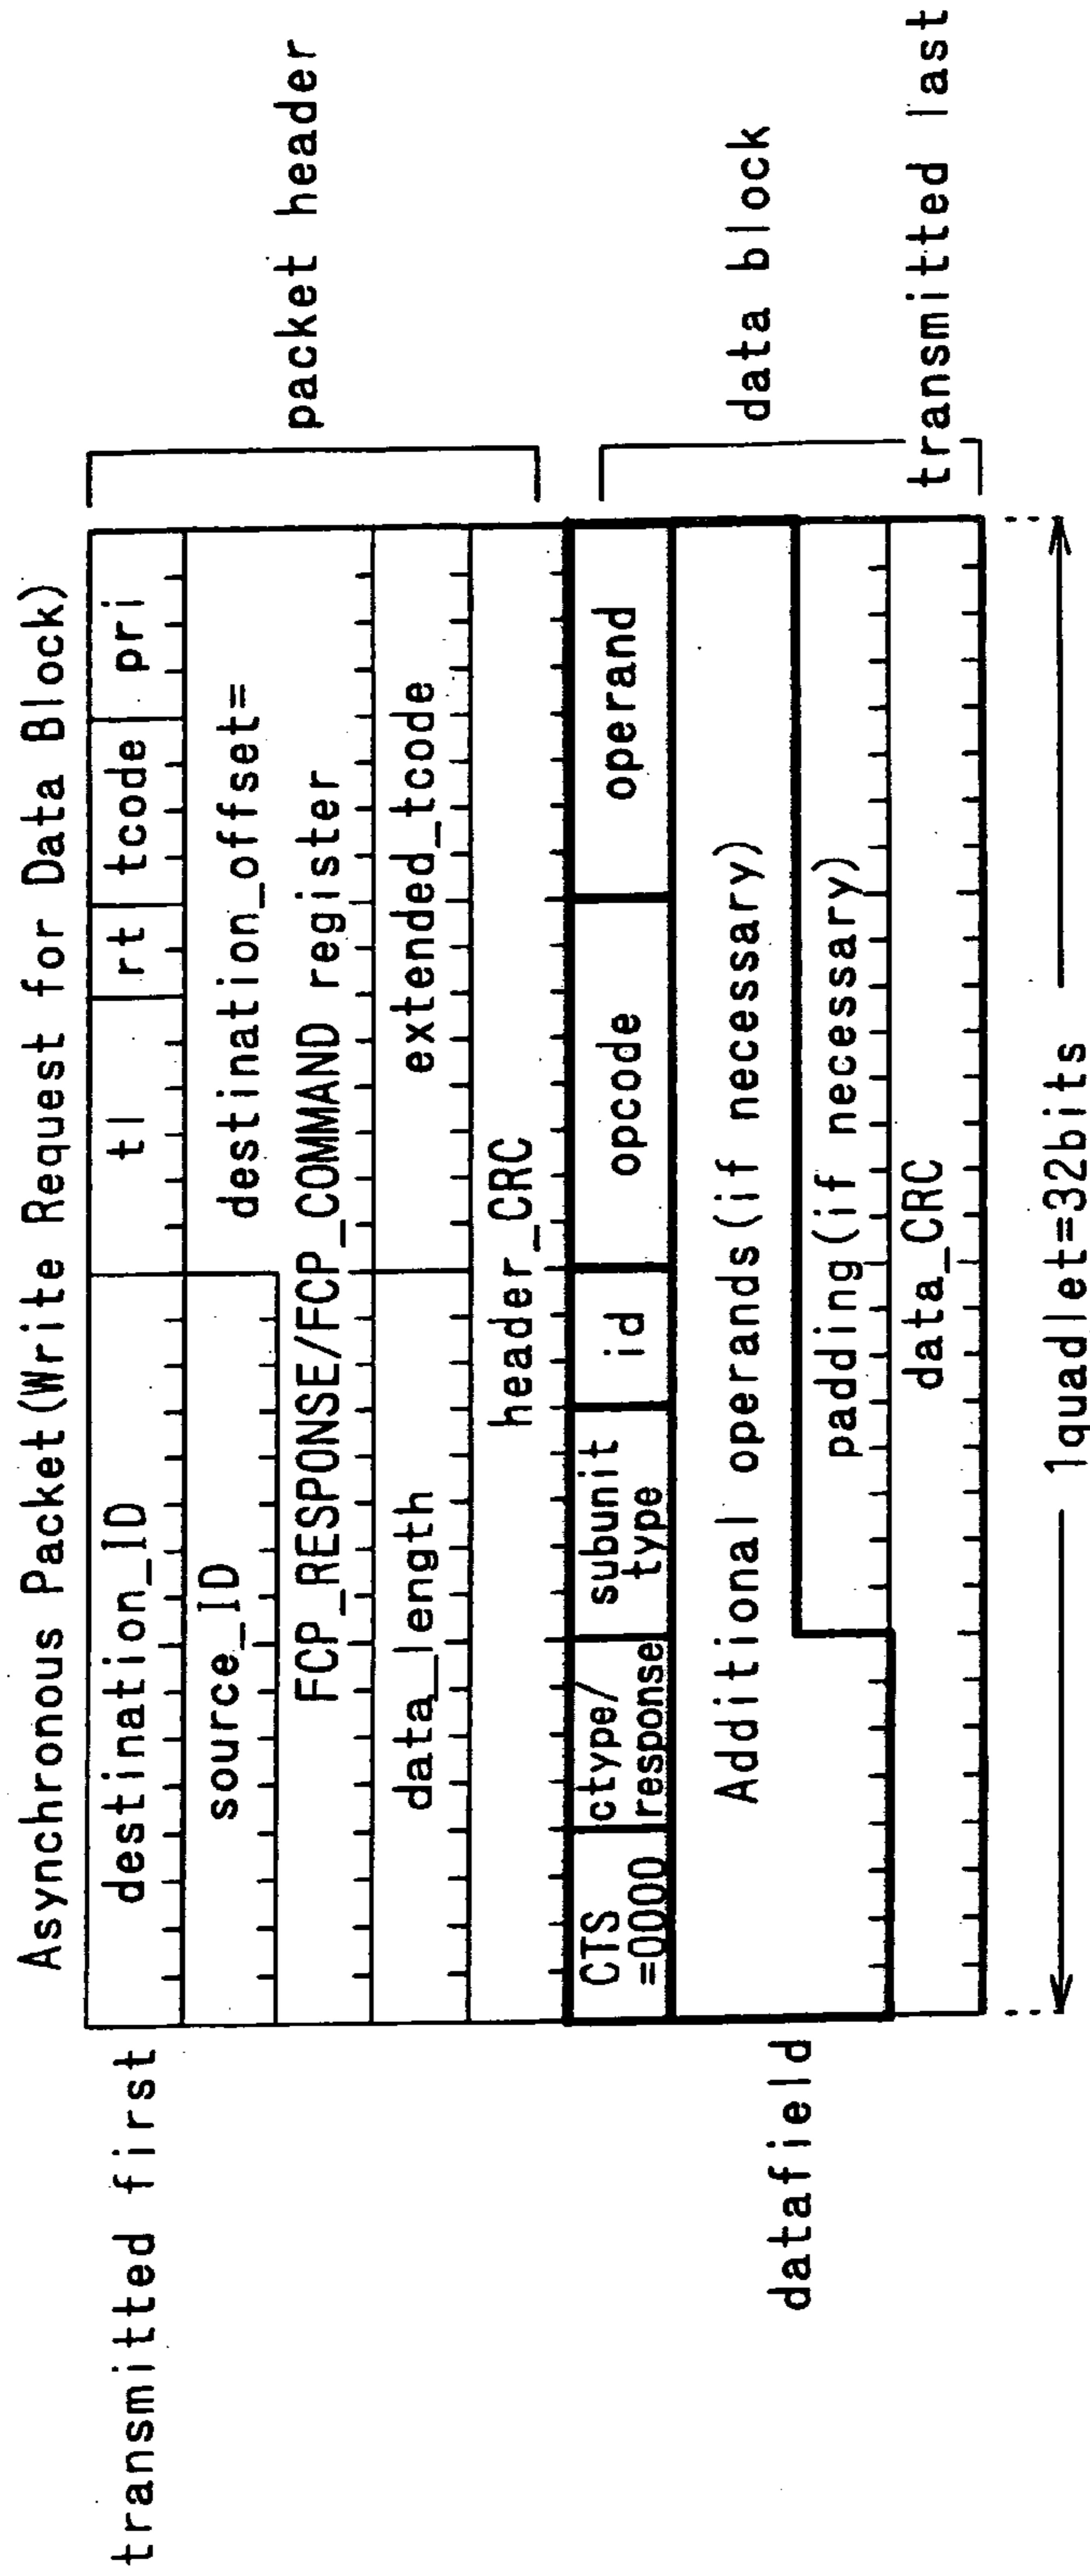 Asynchronous Packet(Write Request for Data Block)
transmitted first
destination_ID tl rt tcode pri
source_ID destination_offset=
FCP_RESPONSE/FCP_COMMAND register
packet header
data_length extended_tcode
header_CRC
CTS =0000 ctype/ response subunit type id opcode operand
datafield
Additional operands(if necessary)
data block
padding(if necessary)
data_CRC
transmitted last
1quadlet=32bits